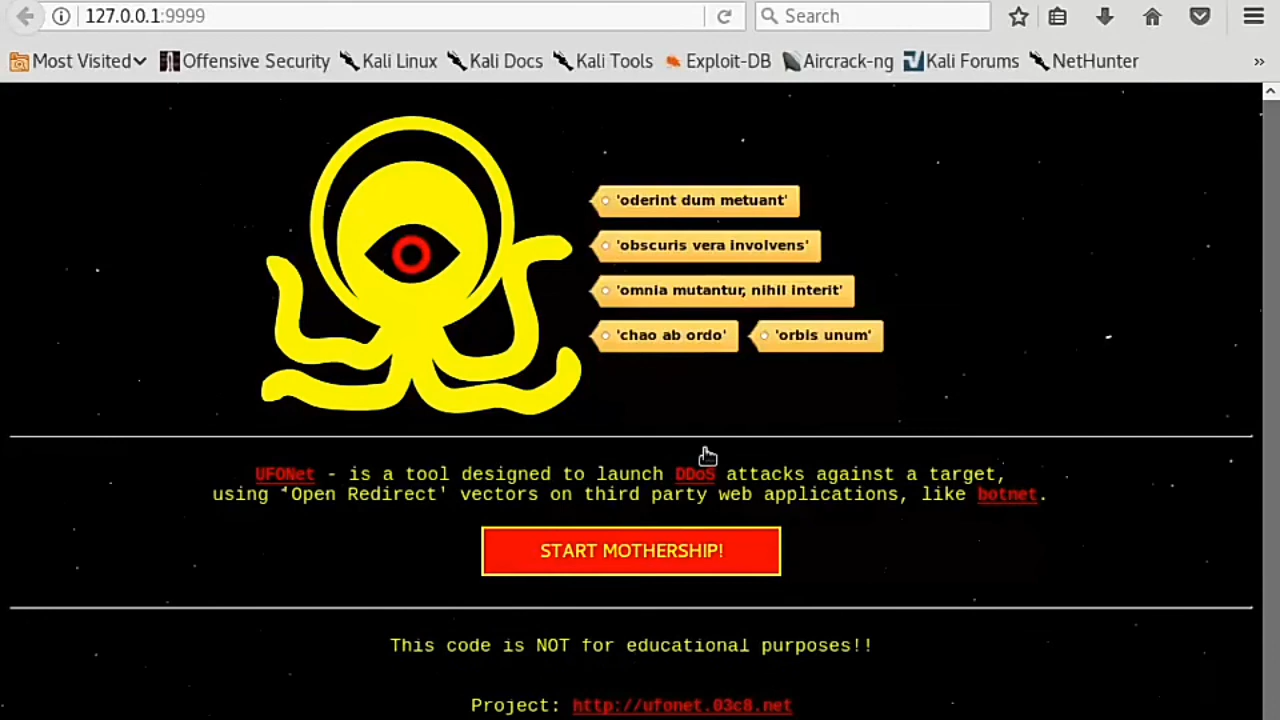 127.0.0.1:9999 Search
Most Visited Offensive Security Kali Linux Kali Docs Kali Tools Exploit-DB Aircrack-ng Kali Forums NetHunter »
'oderint dum metuant'
'obscuris vera involvens'
'omnia mutantur, nihil interit'
'chao ab ordo' 'orbis unum'
UFONet - is a tool designed to launch DDoS attacks against a target,
using 'Open Redirect' vectors on third party web applications, like botnet.
START MOTHERSHIP!
This code is NOT for educational purposes!!
Project: http://ufonet.03c8.net